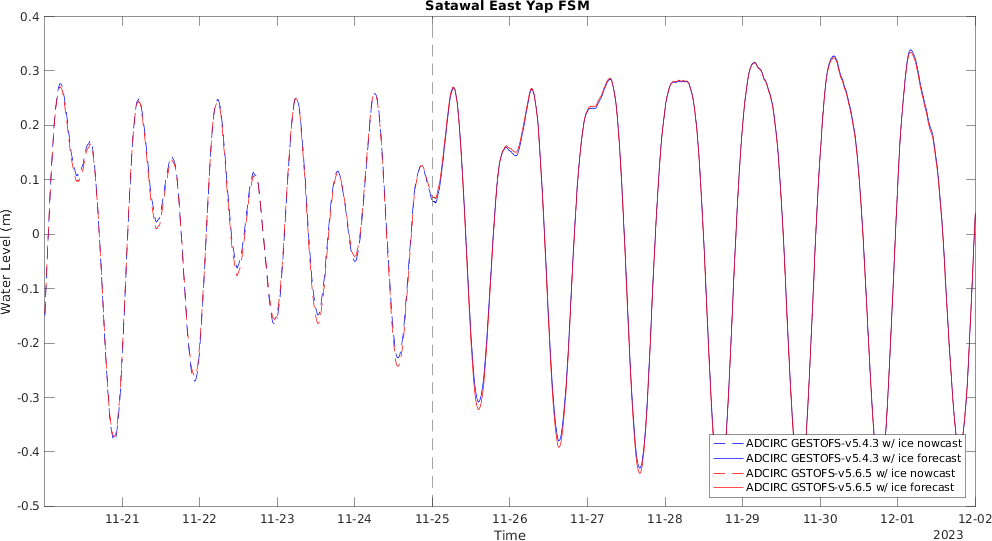 Satawal East Yap FSM
0.4
0.3
0.2
0.1
0
-0.1
-0.2
-0.3
-0.4
-0.5
Water Level (m)
ADCIRC GESTOFS-v5.4.3 w/ ice nowcast
ADCIRC GESTOFS-v5.4.3 w/ ice forecast
ADCIRC GSTOFS-v5.6.5 w/ ice nowcast
ADCIRC GSTOFS-v5.6.5 w/ ice forecast
11-21 11-22 11-23 11-24 11-25 11-26 11-27 11-28 11-29 11-30 12-01 12-02
Time
2023